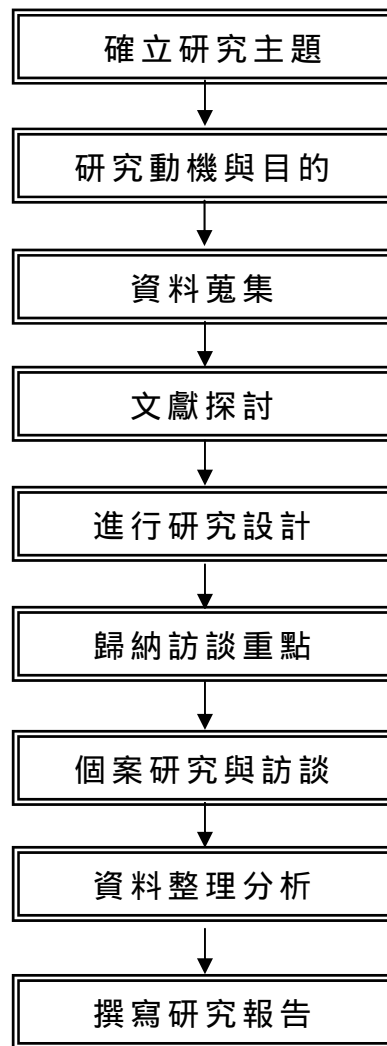 確立研究主題
研究動機與目的
資料蒐集
文獻探討
進行研究設計
歸納訪談重點
個案研究與訪談
資料整理分析
撰寫研究報告